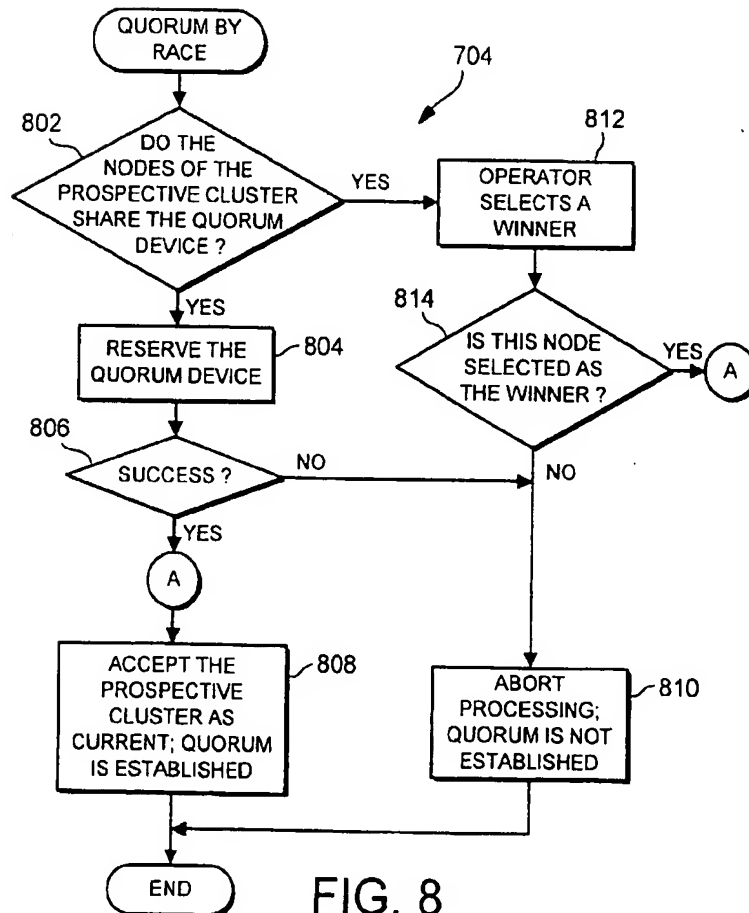 QUORUM BY
RACE
704
802
DO THE
NODES OF THE
PROSPECTIVE CLUSTER
SHARE THE QUORUM
DEVICE ?
YES
812
OPERATOR
SELECTS A
WINNER
YES
RESERVE THE
QUORUM DEVICE
804
814
IS THIS NODE
SELECTED AS
THE WINNER ?
YES
A
806
SUCCESS ?
NO
NO
YES
A
ACCEPT THE
PROSPECTIVE
CLUSTER AS
CURRENT; QUORUM
IS ESTABLISHED
808
ABORT
PROCESSING;
QUORUM IS NOT
ESTABLISHED
810
END
FIG. 8